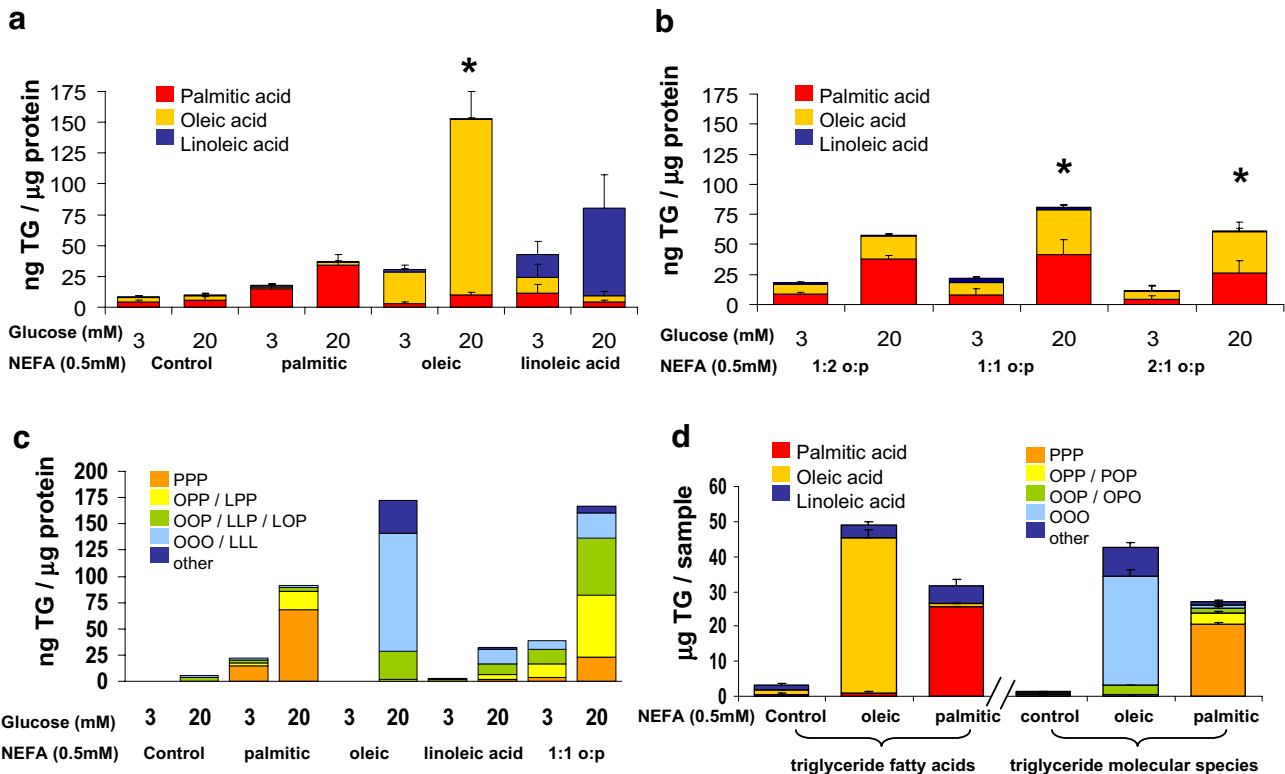 a
ng TG / µg protein
175
150
125
100
75
50
25
0
Palmitic acid
Oleic acid
Linoleic acid
*
Glucose (mM) 3 20 3 20 3 20 3 20
NEFA (0.5mM) Control palmitic oleic linoleic acid
b
ng TG / µg protein
175
150
125
100
75
50
25
0
Palmitic acid
Oleic acid
Linoleic acid
*
*
Glucose (mM) 3 20 3 20 3 20
NEFA (0.5mM) 1:2 o:p 1:1 o:p 2:1 o:p
c
ng TG / µg protein
200
175
150
125
100
75
50
25
0
PPP
OPP / LPP
OOP / LLP / LOP
OOO / LLL
other
Glucose (mM) 3 20 3 20 3 20 3 20 3 20
NEFA (0.5mM) Control palmitic oleic linoleic acid 1:1 o:p
d
µg TG / sample
60
50
40
30
20
10
0
Palmitic acid
Oleic acid
Linoleic acid
PPP
OPP / POP
OOP / OPO
OOO
other
NEFA (0.5mM) Control oleic palmitic // control oleic palmitic
triglyceride fatty acids triglyceride molecular species